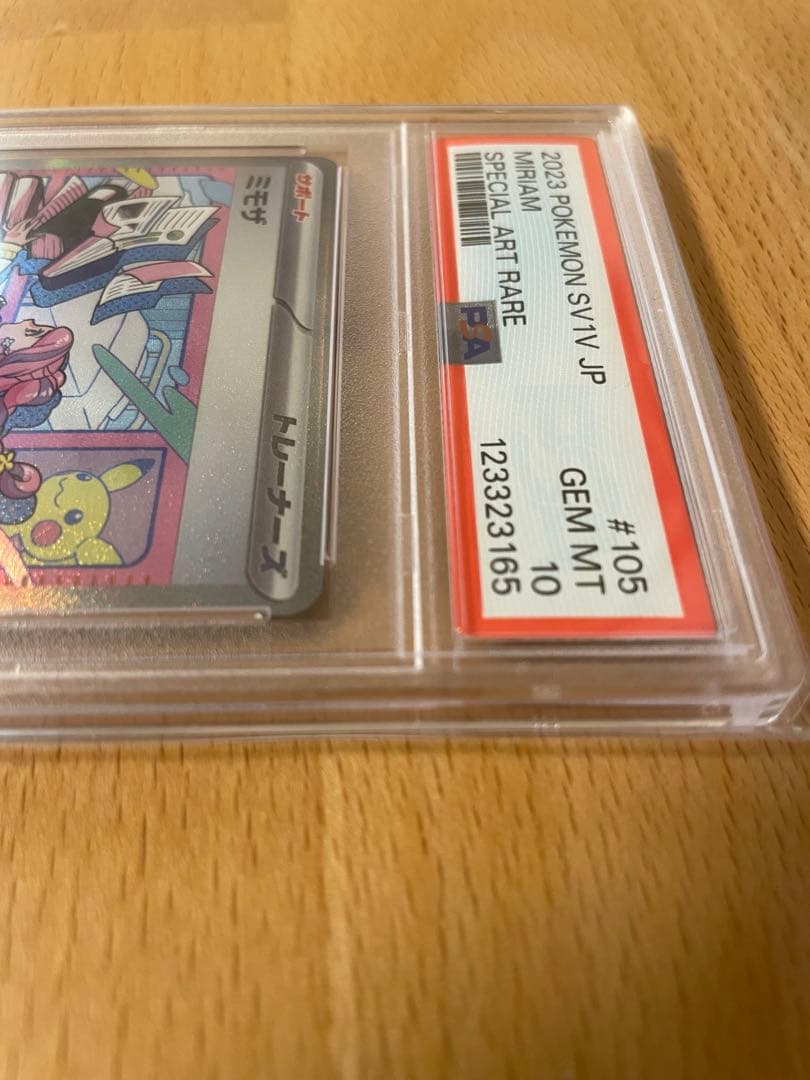 2023 POKEMON SV1V JP
#105
MIRIAM
GEM MT
SPECIAL ART RARE
10
PSA
123323165
サポート
トレーナーズ
ミモザ